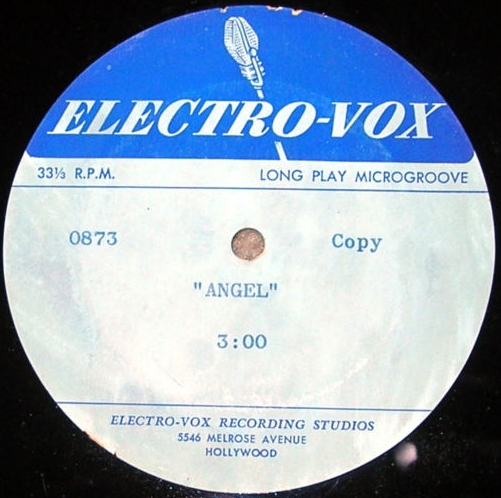 ELECTRO-VOX
33⅓ R.P.M. LONG PLAY MICROGROOVE
0873 Copy
"ANGEL"
3:00
ELECTRO-VOX RECORDING STUDIOS
5546 MELROSE AVENUE
HOLLYWOOD